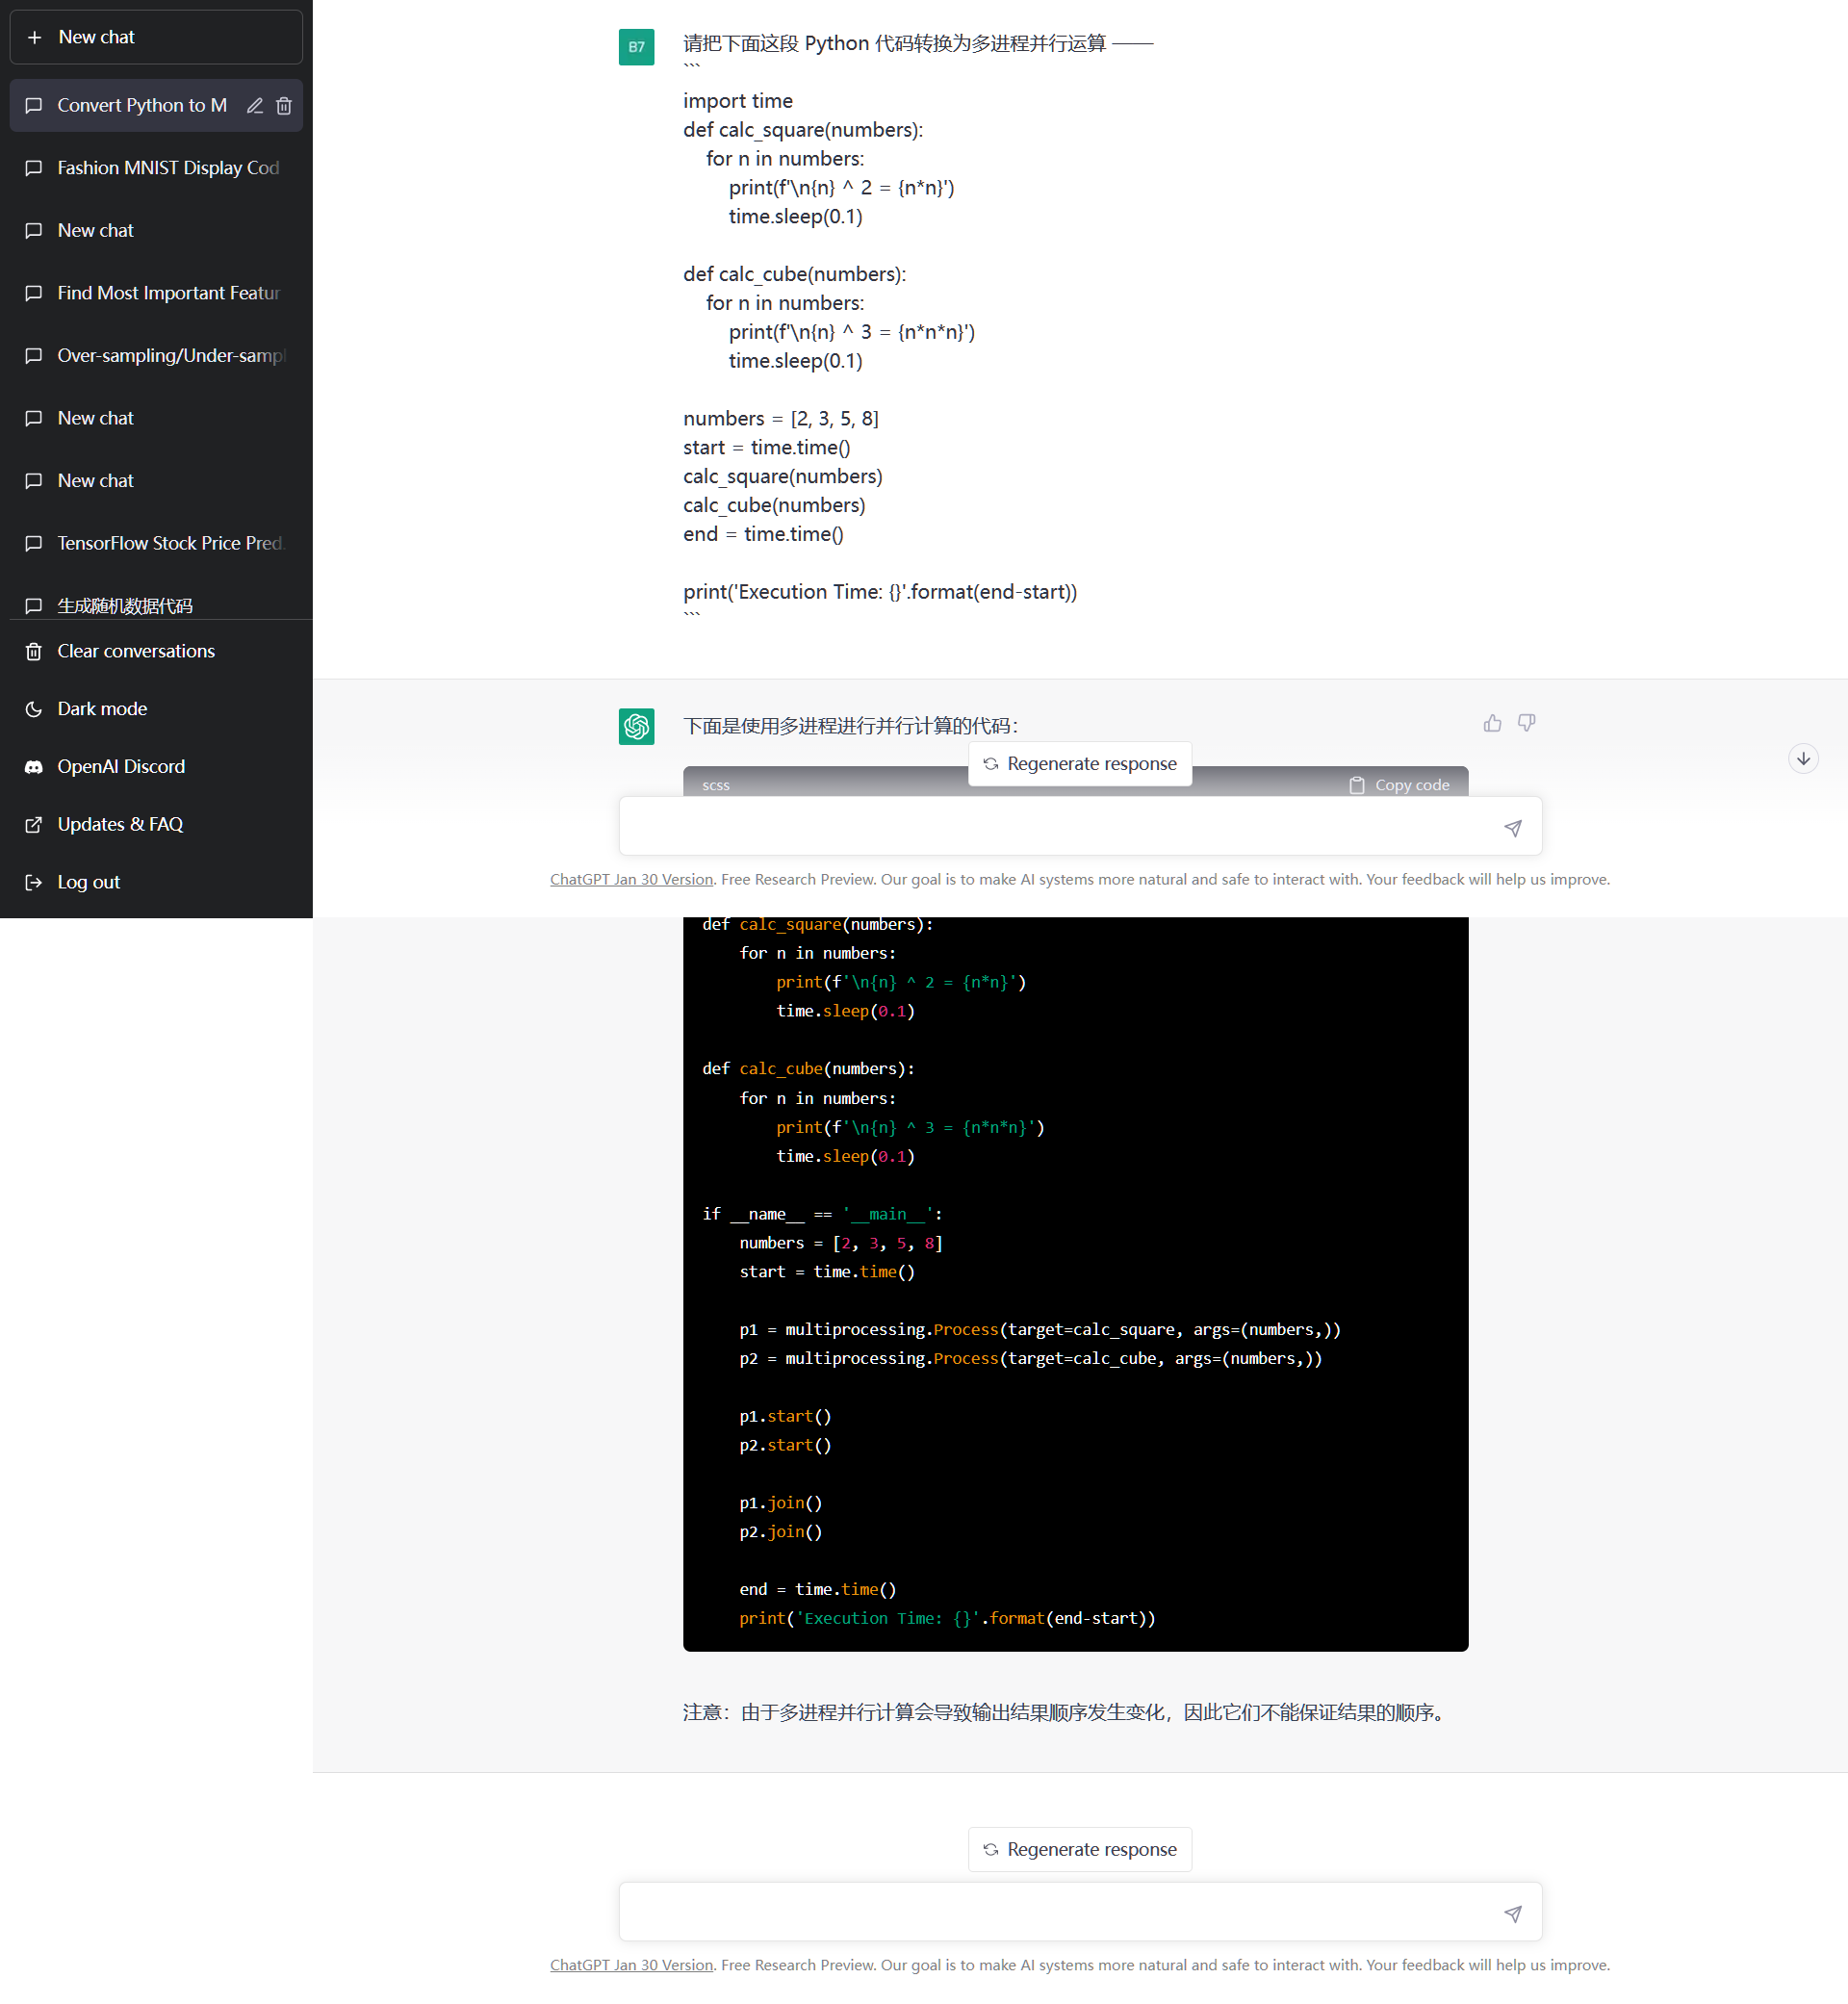 New chat
Convert Python to M
Fashion MNIST Display Cod
New chat
Find Most Important Featur
Over-sampling/Under-sampl
New chat
New chat
TensorFlow Stock Price Pred.
生成随机数据代码
Clear conversations
Dark mode
OpenAI Discord
Updates & FAQ
Log out
B7
请把下面这段 Python 代码转换为多进程并行运算 ——
```
import time
def calc_square(numbers):
    for n in numbers:
        print(f'\n{n} ^ 2 = {n*n}')
        time.sleep(0.1)

def calc_cube(numbers):
    for n in numbers:
        print(f'\n{n} ^ 3 = {n*n*n}')
        time.sleep(0.1)

numbers = [2, 3, 5, 8]
start = time.time()
calc_square(numbers)
calc_cube(numbers)
end = time.time()

print('Execution Time: {}'.format(end-start))
```
下面是使用多进程进行并行计算的代码：
Regenerate response
scss
Copy code
ChatGPT Jan 30 Version. Free Research Preview. Our goal is to make AI systems more natural and safe to interact with. Your feedback will help us improve.
def calc_square(numbers):
    for n in numbers:
        print(f'\n{n} ^ 2 = {n*n}')
        time.sleep(0.1)

def calc_cube(numbers):
    for n in numbers:
        print(f'\n{n} ^ 3 = {n*n*n}')
        time.sleep(0.1)

if __name__ == '__main__':
    numbers = [2, 3, 5, 8]
    start = time.time()

    p1 = multiprocessing.Process(target=calc_square, args=(numbers,))
    p2 = multiprocessing.Process(target=calc_cube, args=(numbers,))

    p1.start()
    p2.start()

    p1.join()
    p2.join()

    end = time.time()
    print('Execution Time: {}'.format(end-start))
注意：由于多进程并行计算会导致输出结果顺序发生变化，因此它们不能保证结果的顺序。
Regenerate response
ChatGPT Jan 30 Version. Free Research Preview. Our goal is to make AI systems more natural and safe to interact with. Your feedback will help us improve.